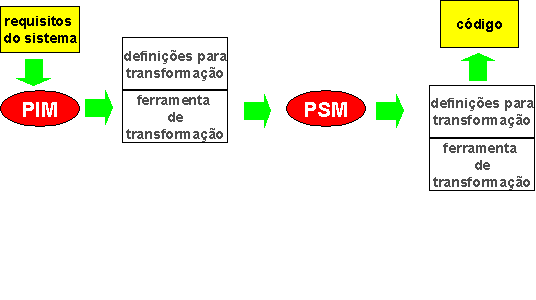 requisitos
do sistema
PIM
definições para
transformação
ferramenta
de
transformação
PSM
código
definições para
transformação
ferramenta
de
transformação